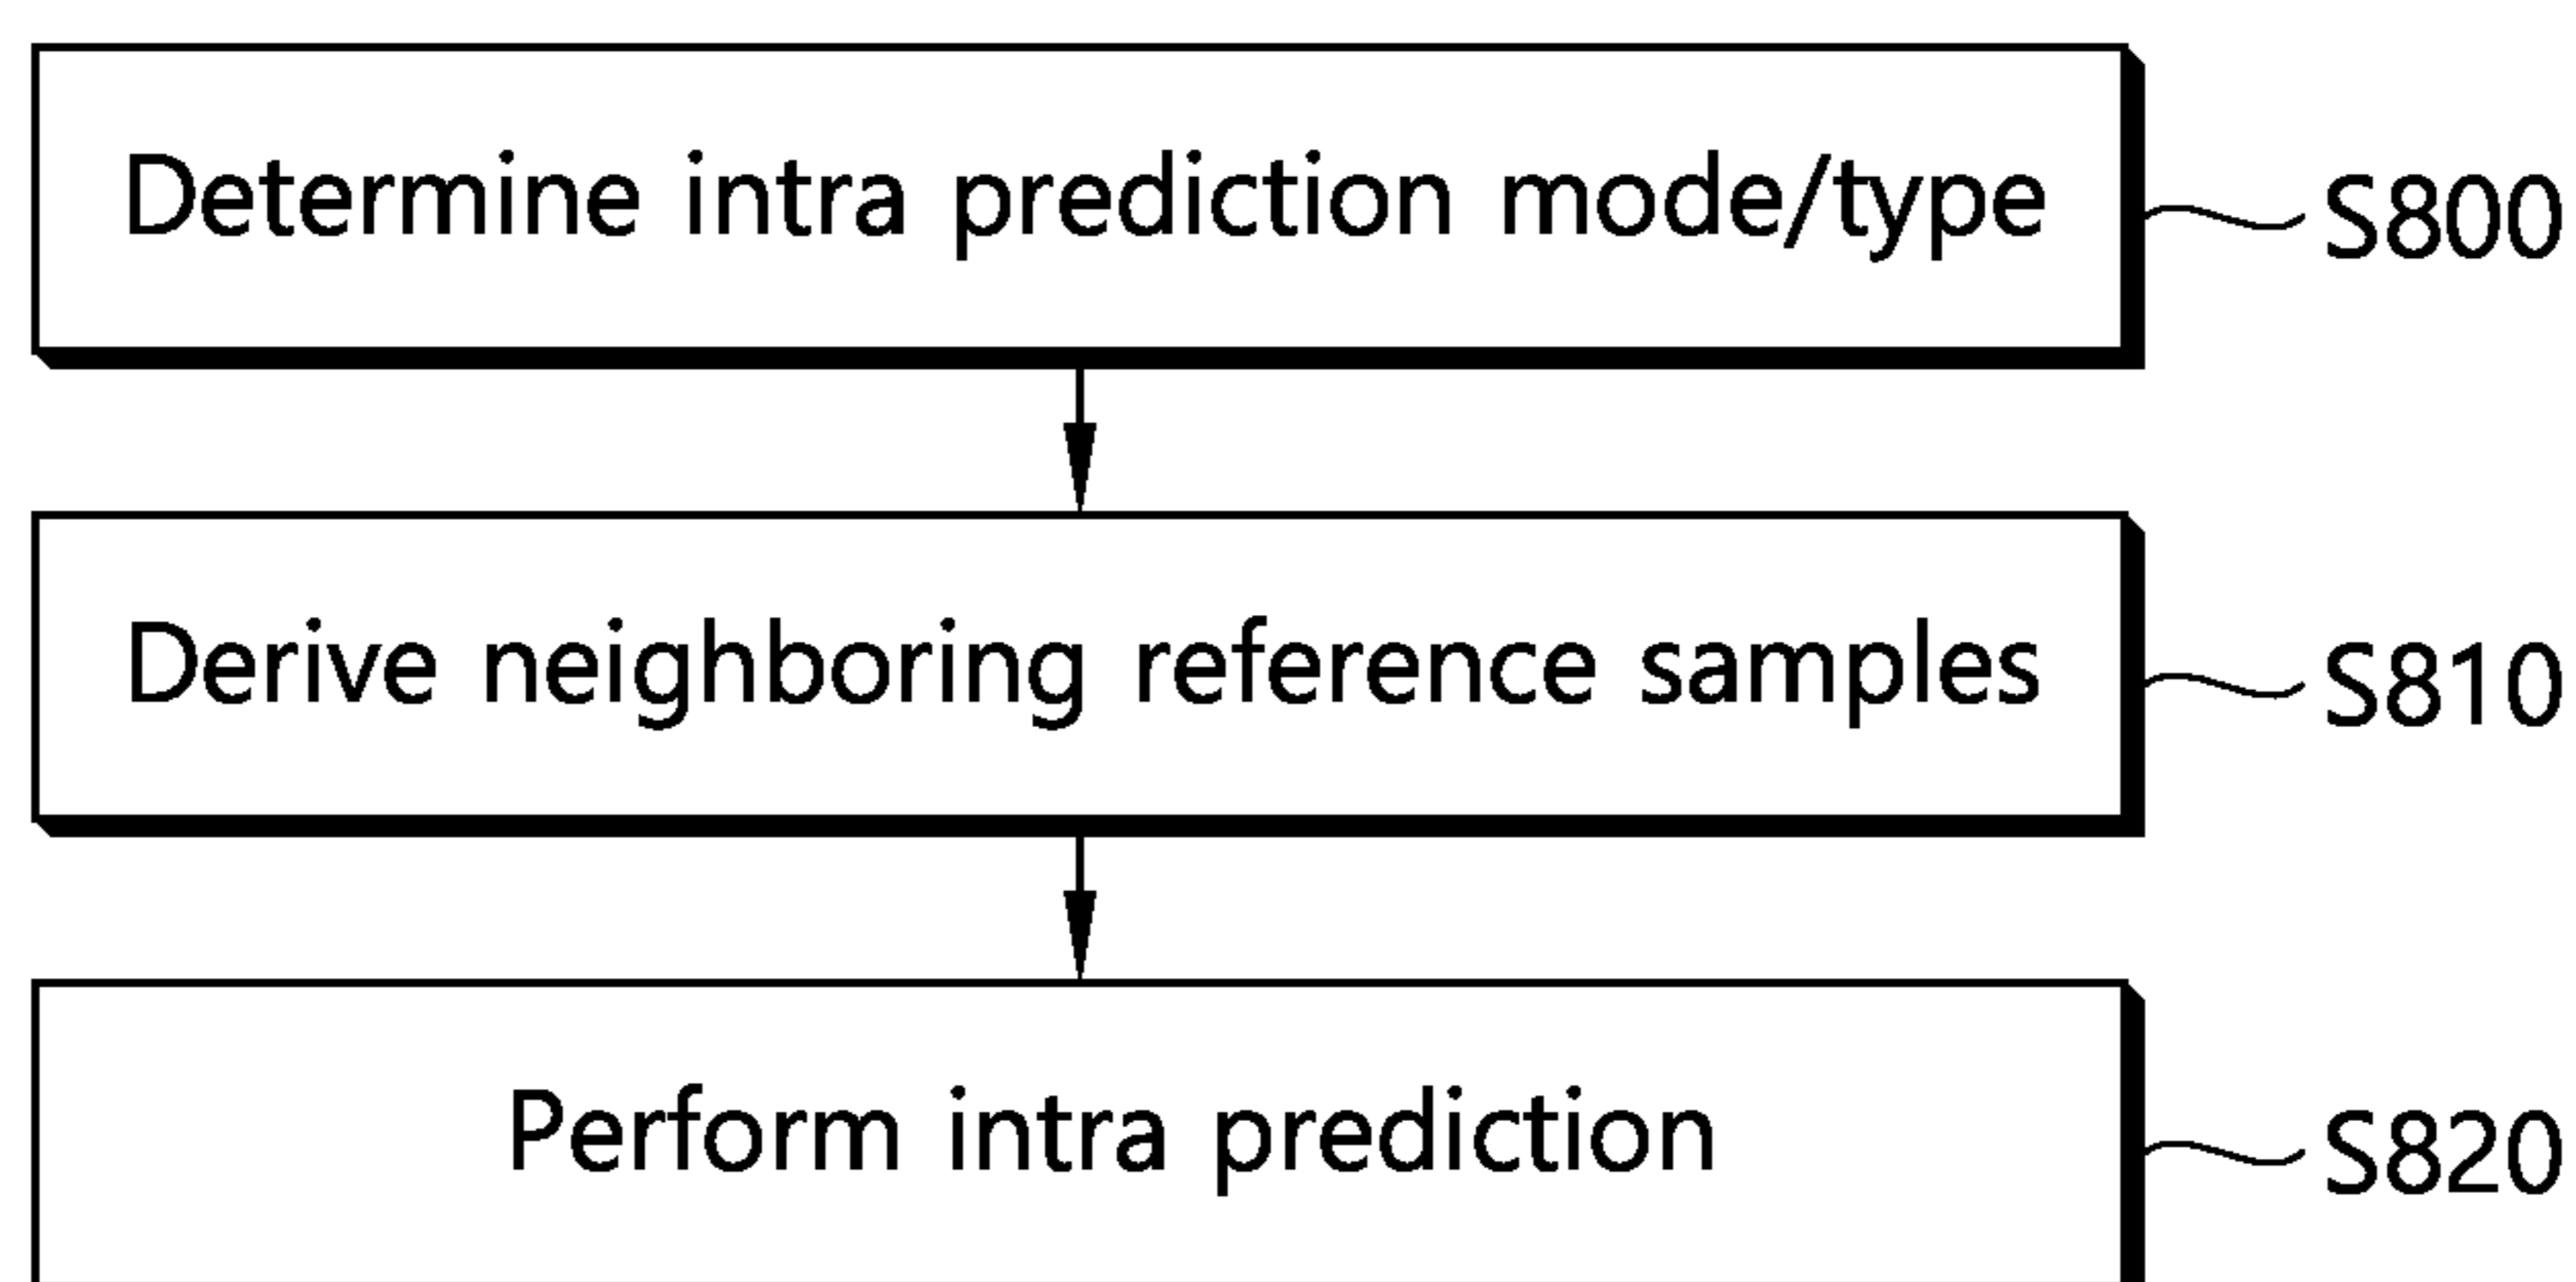 Determine intra prediction mode/type S800
Derive neighboring reference samples S810
Perform intra prediction S820